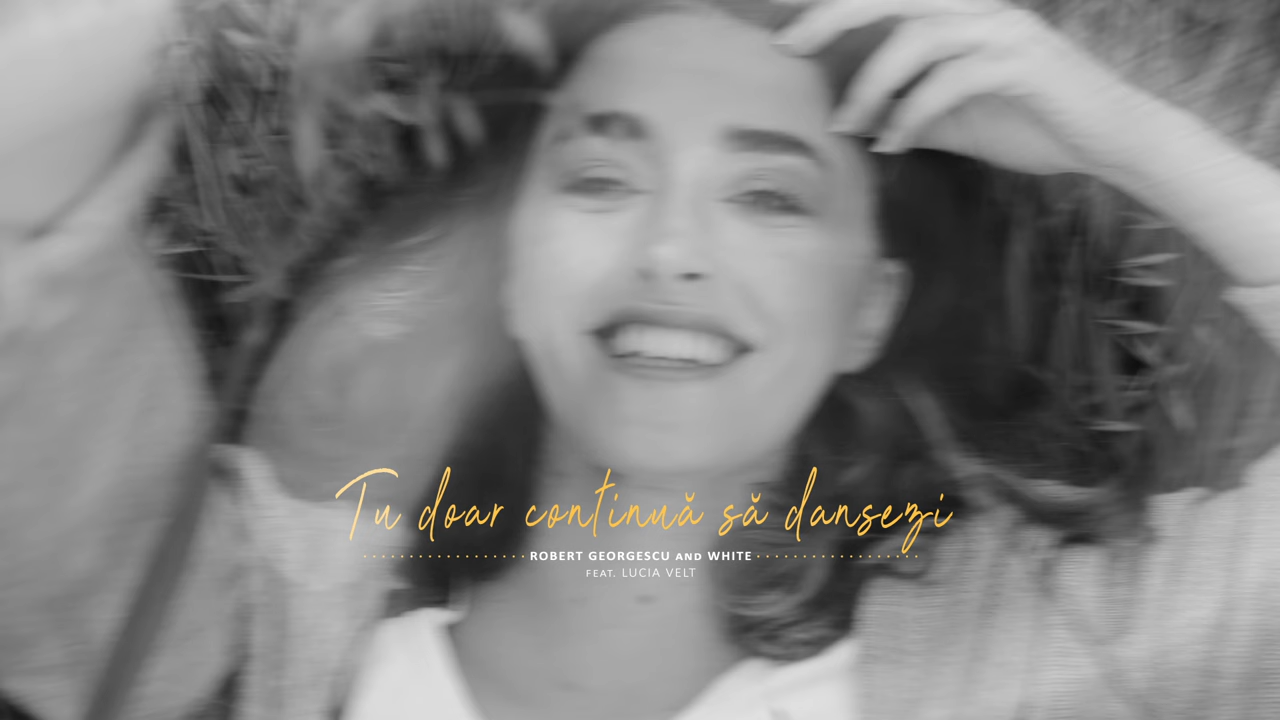 Tu doar continuă să dansezi
ROBERT GEORGESCU AND WHITE
FEAT. LUCIA VELT